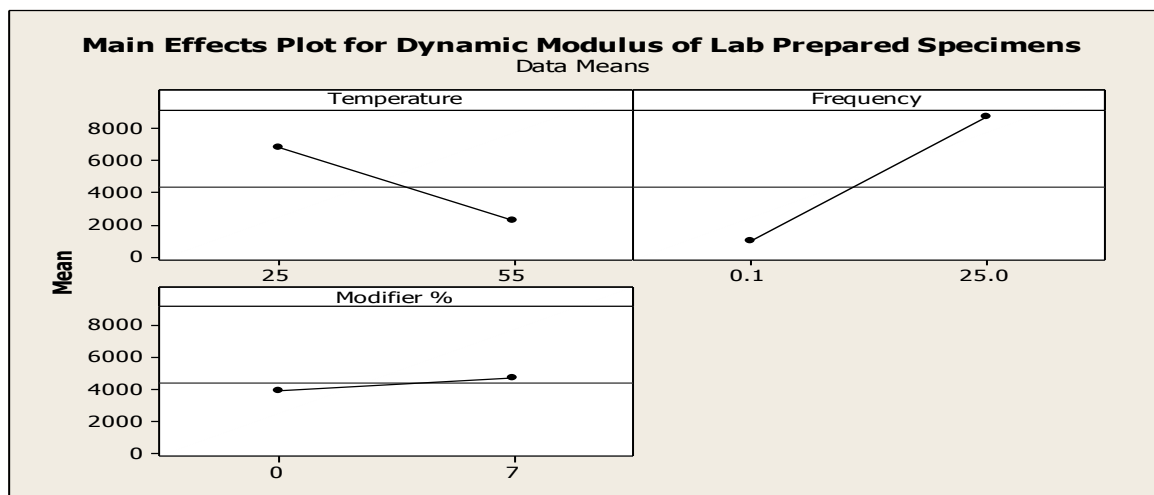 Main Effects Plot for Dynamic Modulus of Lab Prepared Specimens
Data Means
Temperature Frequency
8000
6000
4000
2000
0
25 55 0.1 25.0
Mean
Modifier %
8000
6000
4000
2000
0
0 7